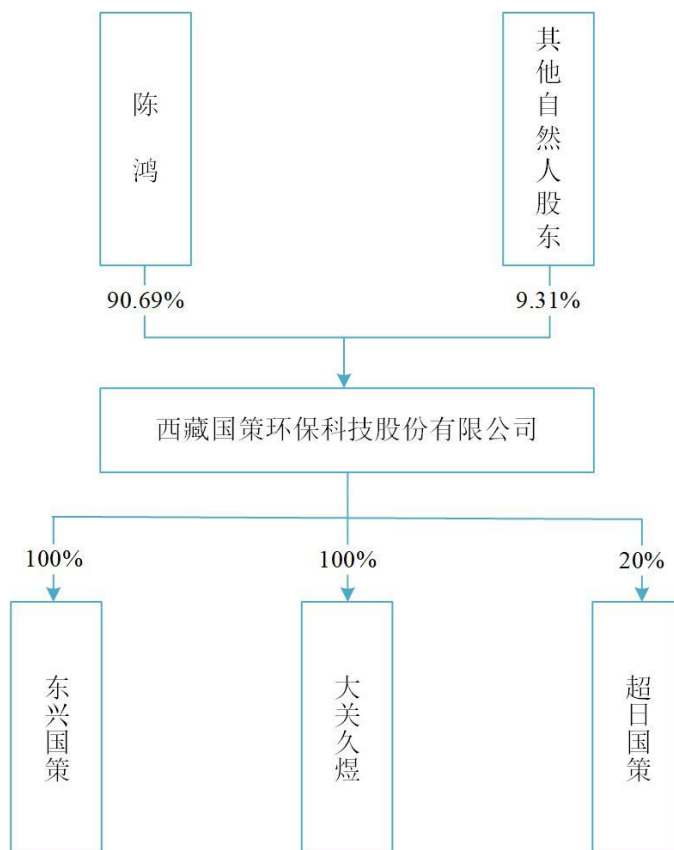 陈鸿
其他自然人股东
90.69%
9.31%
西藏国策环保科技股份有限公司
100%
100%
20%
东兴国策
大关久煜
超日国策